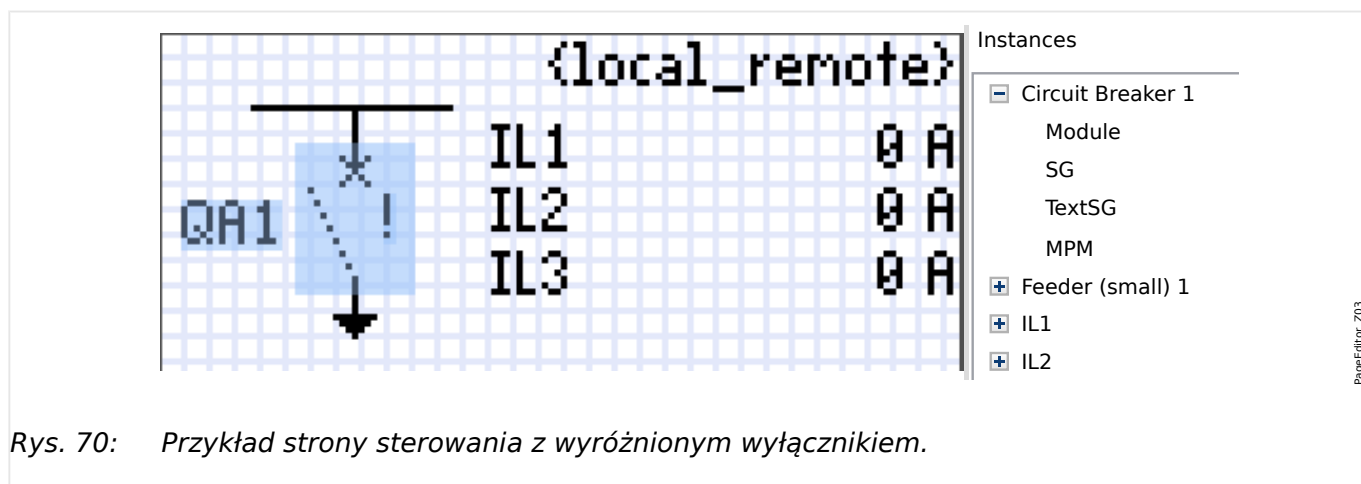 {local_remote}
QA1
!
IL1 0 A
IL2 0 A
IL3 0 A
Instances
Circuit Breaker 1
Module
SG
TextSG
MPM
Feeder (small) 1
IL1
IL2
PageEditor_Z03
Rys. 70: Przykład strony sterowania z wyróżnionym wyłącznikiem.